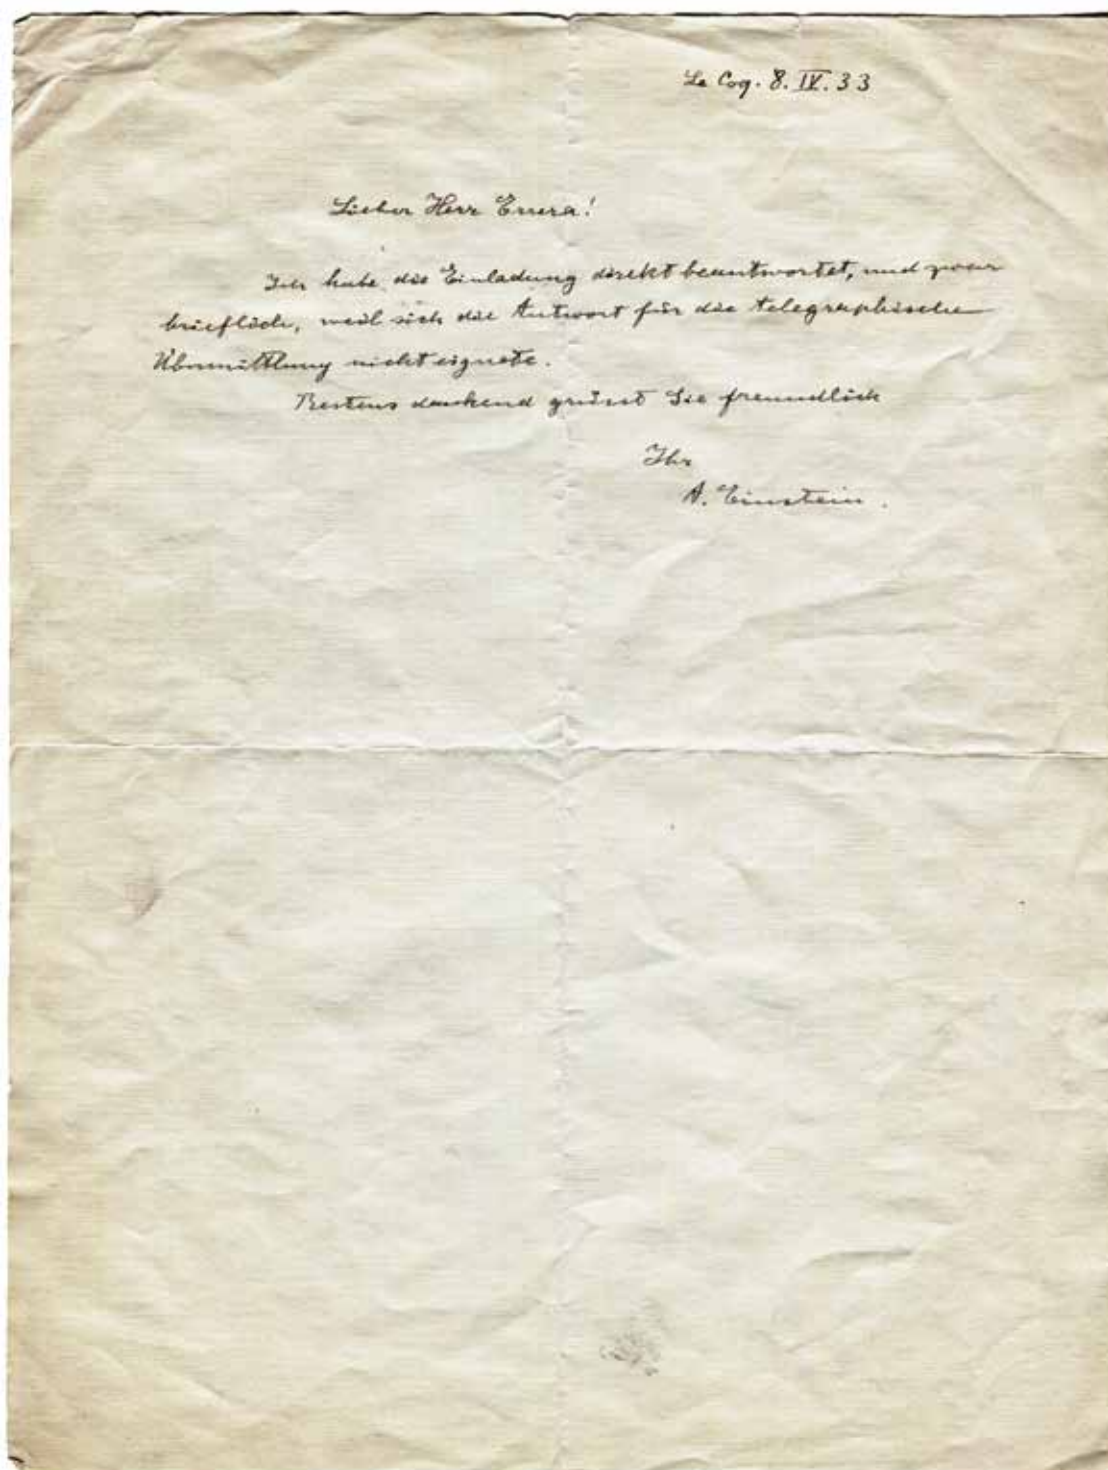 Le Coq. 8. IV. 33
Lieber Herr Errera!
Ich habe die Einladung direkt beantwortet, und zwar
brieflich, weil sich die Antwort für die telegraphische
Übermittlung nicht eignete.
Bestens dankend grüsst Sie freundlich
Ihr
A. Einstein.